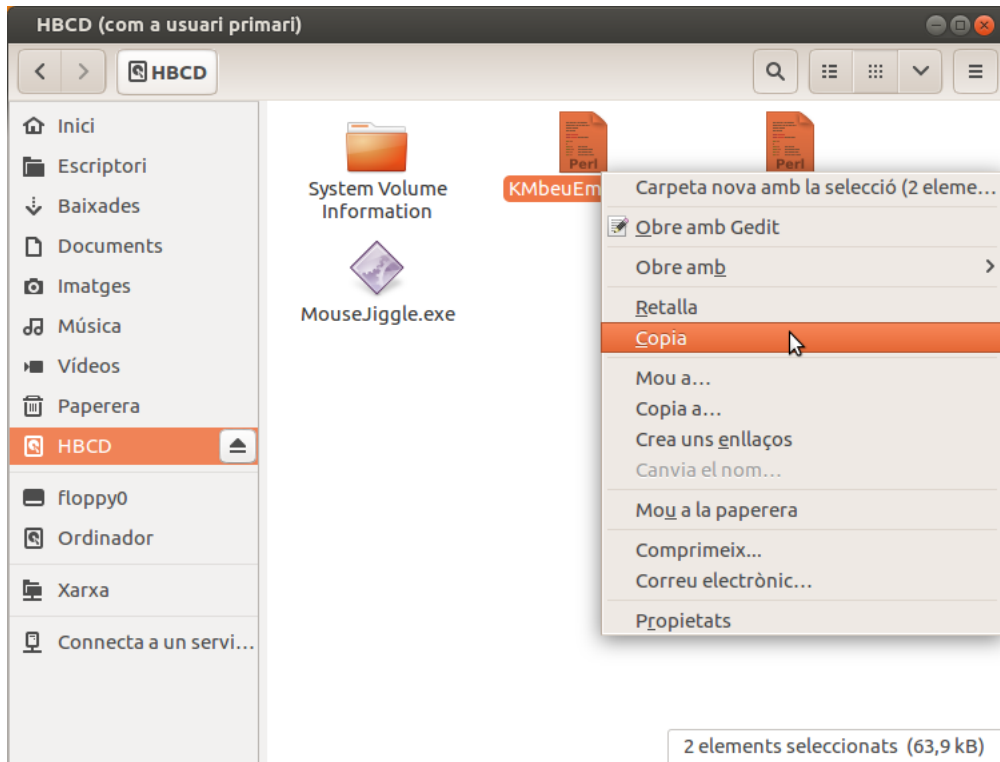 HBCD (com a usuari primari)
HBCD
Inici
Escriptori
Baixades
Documents
Imatges
Música
Vídeos
Paperera
HBCD
floppy0
Ordinador
Xarxa
Connecta a un servi...
System Volume
Information
Perl
KMbeuEm
Perl
MouseJiggle.exe
Carpeta nova amb la selecció (2 eleme...
Obre amb Gedit
Obre amb
Retalla
Copia
Mou a...
Copia a...
Crea uns enllaços
Canvia el nom...
Mou a la paperera
Comprimeix...
Correu electrònic...
Propietats
2 elements seleccionats (63,9 kB)